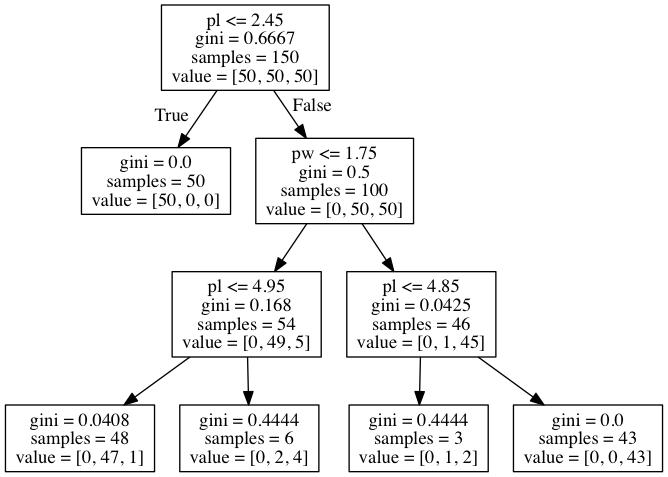 pl <= 2.45
gini = 0.6667
samples = 150
value = [50, 50, 50]
True
False
gini = 0.0
samples = 50
value = [50, 0, 0]
pw <= 1.75
gini = 0.5
samples = 100
value = [0, 50, 50]
pl <= 4.95
gini = 0.168
samples = 54
value = [0, 49, 5]
pl <= 4.85
gini = 0.0425
samples = 46
value = [0, 1, 45]
gini = 0.0408
samples = 48
value = [0, 47, 1]
gini = 0.4444
samples = 6
value = [0, 2, 4]
gini = 0.4444
samples = 3
value = [0, 1, 2]
gini = 0.0
samples = 43
value = [0, 0, 43]